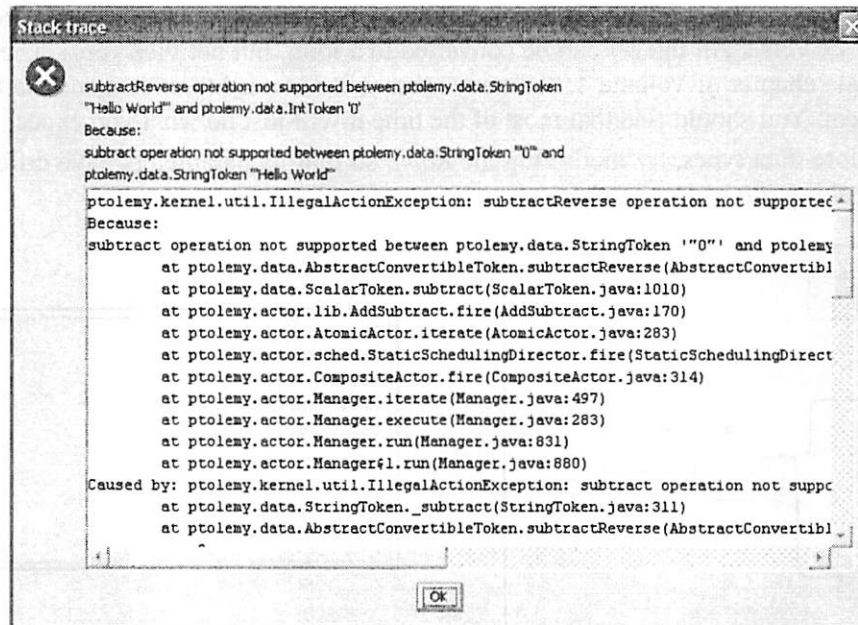 Stack trace
subtractReverse operation not supported between ptolemy.data.StringToken
'"Hello World"' and ptolemy.data.IntToken '0'
Because:
subtract operation not supported between ptolemy.data.StringToken '"0"' and
ptolemy.data.StringToken '"Hello World"'
ptolemy.kernel.util.IllegalActionException: subtractReverse operation not supported
Because:
subtract operation not supported between ptolemy.data.StringToken '"0"' and ptolemy
at ptolemy.data.AbstractConvertibleToken.subtractReverse(AbstractConvertibl
at ptolemy.data.ScalarToken.subtract(ScalarToken.java:1010)
at ptolemy.actor.lib.AddSubtract.fire(AddSubtract.java:170)
at ptolemy.actor.AtomicActor.iterate(AtomicActor.java:283)
at ptolemy.actor.sched.StaticSchedulingDirector.fire(StaticSchedulingDirect
at ptolemy.actor.CompositeActor.fire(CompositeActor.java:314)
at ptolemy.actor.Manager.iterate(Manager.java:497)
at ptolemy.actor.Manager.execute(Manager.java:283)
at ptolemy.actor.Manager.run(Manager.java:831)
at ptolemy.actor.Manager$1.run(Manager.java:880)
Caused by: ptolemy.kernel.util.IllegalActionException: subtract operation not suppo
at ptolemy.data.StringToken._subtract(StringToken.java:311)
at ptolemy.data.AbstractConvertibleToken.subtractReverse(AbstractConvertibl
Ok